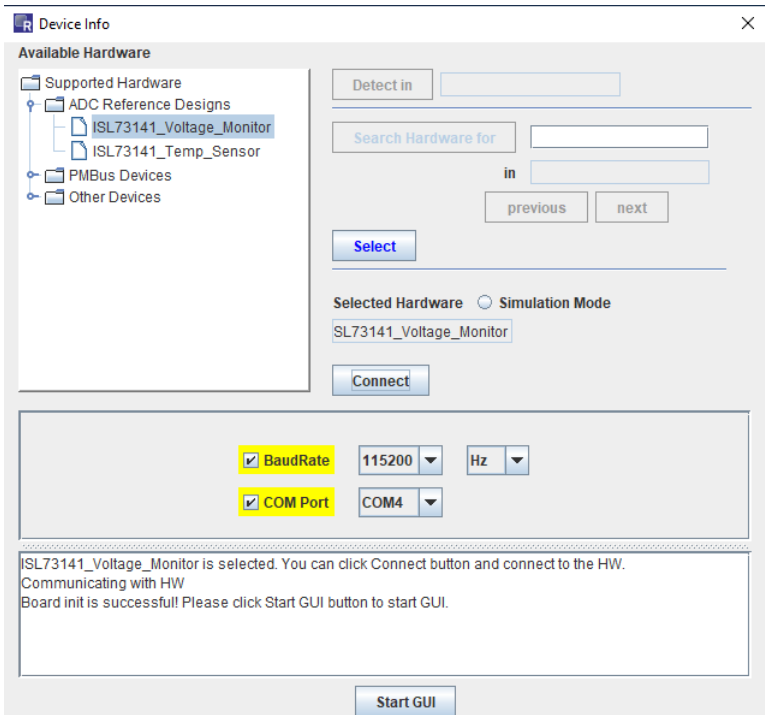 Device Info
Available Hardware
Supported Hardware
ADC Reference Designs
ISL73141_Voltage_Monitor
ISL73141_Temp_Sensor
PMBus Devices
Other Devices
Detect in
Search Hardware for
in
previous next
Select
Selected Hardware Simulation Mode
SL73141_Voltage_Monitor
Connect
BaudRate 115200 Hz
COM Port COM4
ISL73141_Voltage_Monitor is selected. You can click Connect button and connect to the HW.
Communicating with HW
Board init is successful! Please click Start GUI button to start GUI.
Start GUI